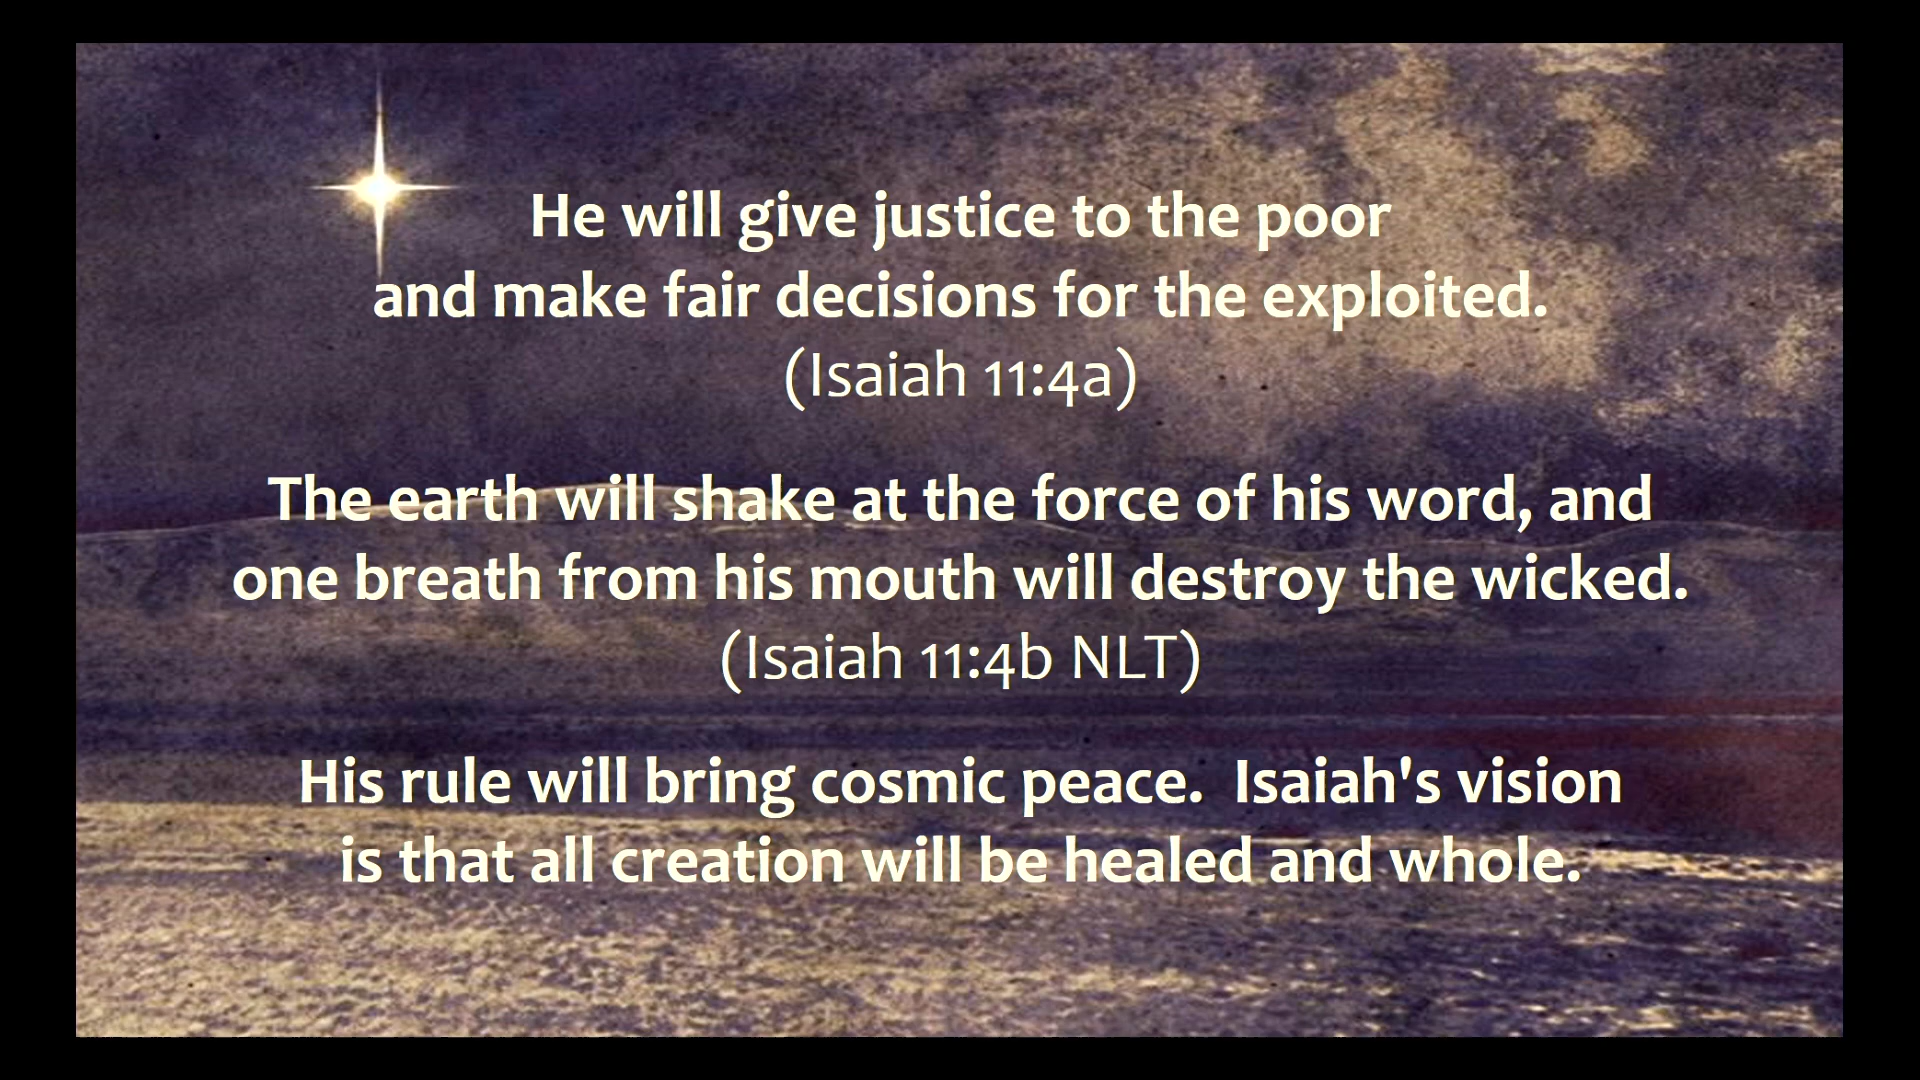 He will give justice to the poor
and make fair decisions for the exploited.
(Isaiah 11:4a)
The earth will shake at the force of his word, and
one breath from his mouth will destroy the wicked.
(Isaiah 11:4b NLT)
His rule will bring cosmic peace.  Isaiah's vision
is that all creation will be healed and whole.